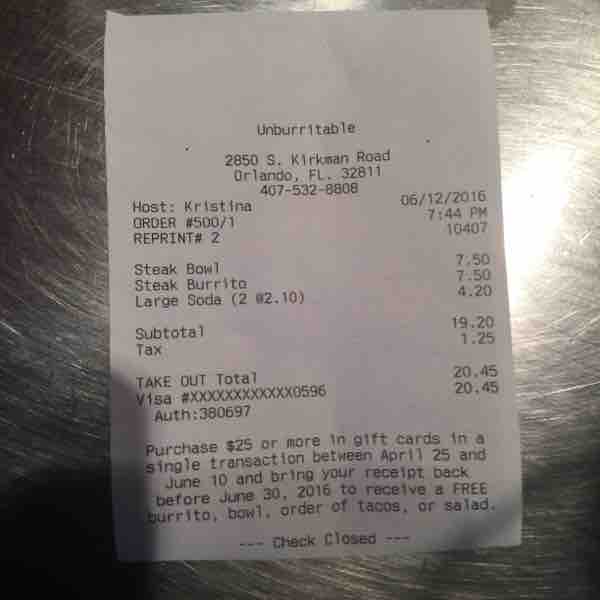 Unburritable
2850 S. Kirkman Road
Orlando, FL. 32811
407-532-8808
Host: Kristina 06/12/2016
ORDER #500/1 7:44 PM
REPRINT# 2 10407
Steak Bowl 7.50
Steak Burrito 7.50
Large Soda (2 @2.10) 4.20
Subtotal 19.20
Tax 1.25
TAKE OUT Total 20.45
Visa #XXXXXXXXXXXX0596 20.45
Auth:380697
Purchase $25 or more in gift cards in a
single transaction between April 25 and
June 10 and bring your receipt back
before June 30, 2016 to receive a FREE
burrito, bowl, order of tacos, or salad.
--- Check Closed ---